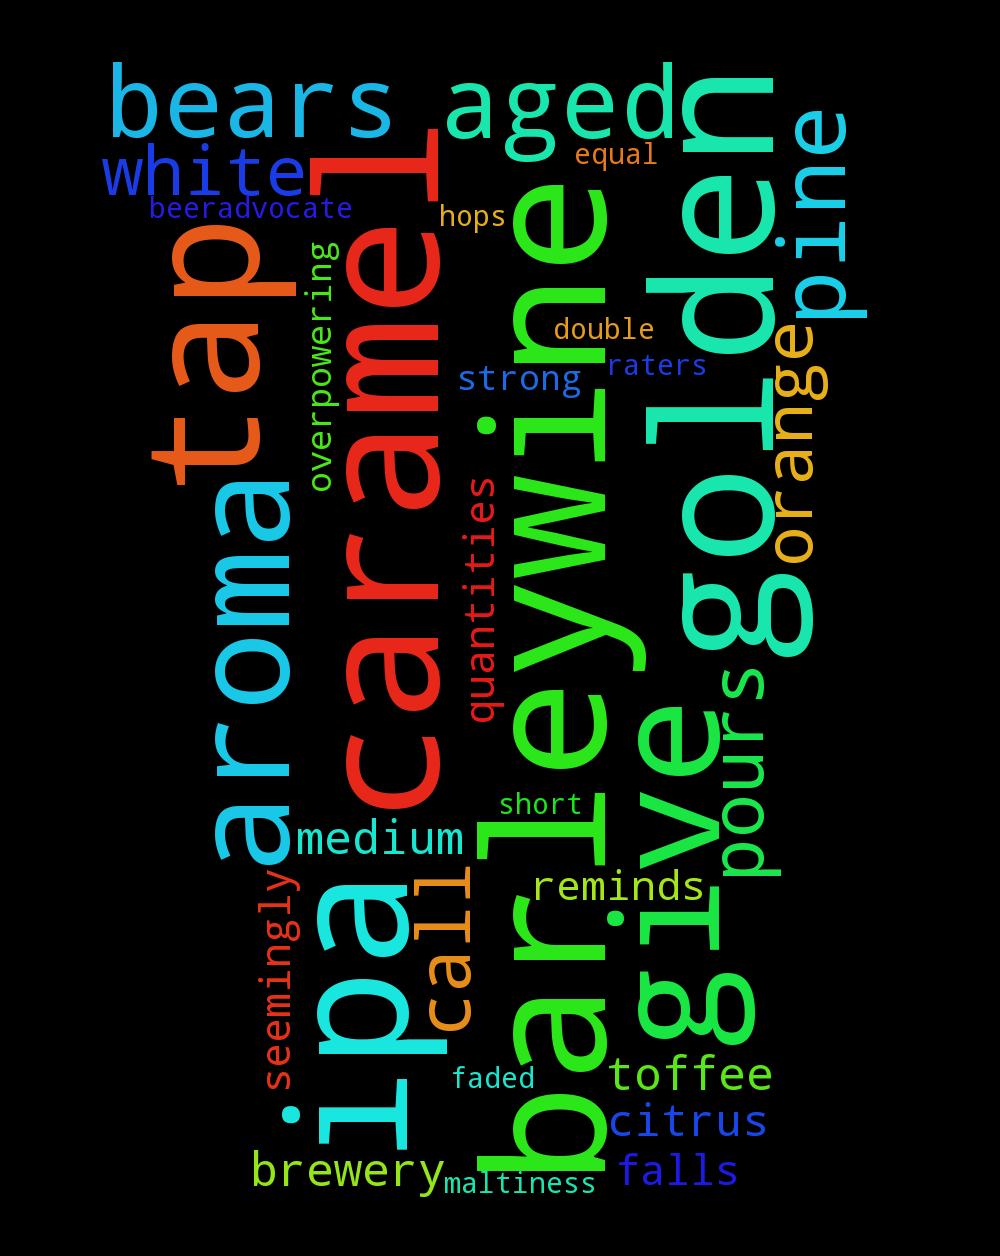 bears aged
white
equal
beeradvocate
hops
pine
tap
caramel
overpowering
barleywine
golden
double
raters
strong
orange
aroma
quantities
pours
give
short
medium
reminds
call
seemingly
ipa
faded
toffee
citrus
brewery
maltiness
falls